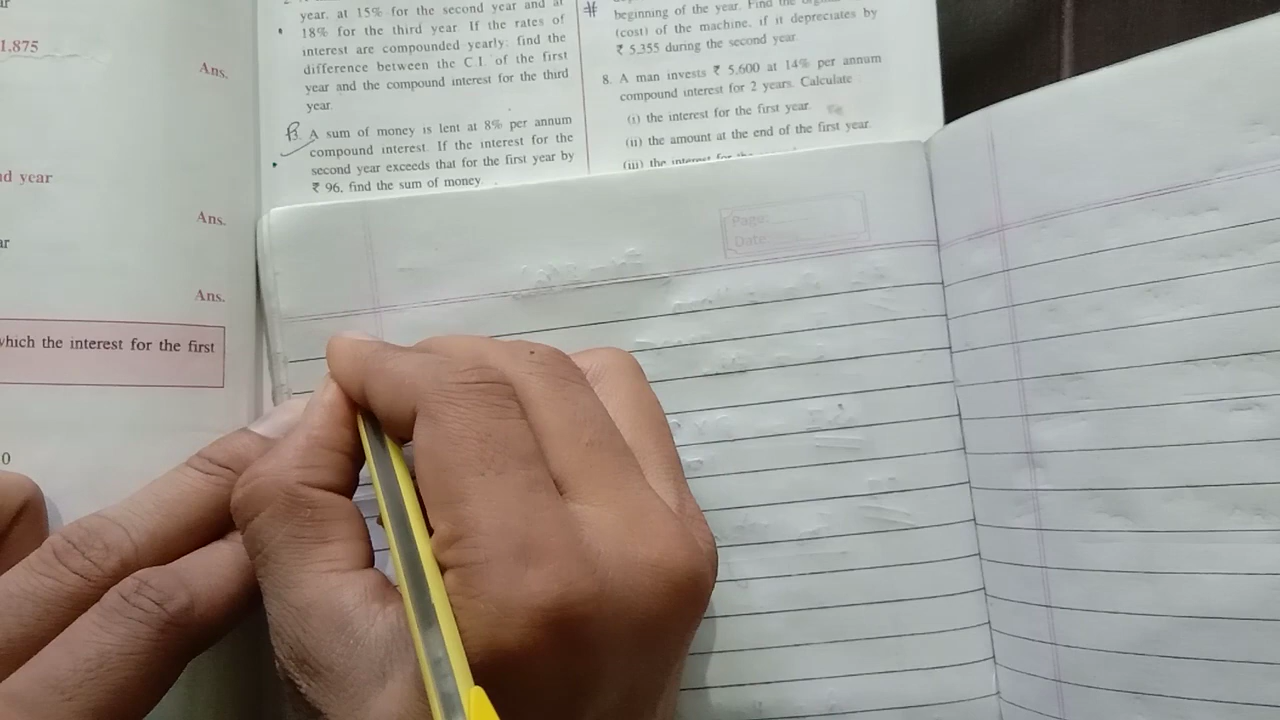 1,875
Ans.
nd year
Ans.
ar
Ans.
which the interest for the first
0
year, at 15% for the second year and at
18% for the third year. If the rates of
interest are compounded yearly; find the
difference between the C.I. of the first
year and the compound interest for the third
year.
3. A sum of money is lent at 8% per annum
compound interest. If the interest for the
second year exceeds that for the first year by
₹ 96, find the sum of money.
#
beginning of the year. Find the
(cost) of the machine, if it depreciates by
₹ 5,355 during the second year.
8. A man invests ₹ 5,600 at 14% per annum
compound interest for 2 years. Calculate
(i) the interest for the first year.
(ii) the amount at the end of the first year.
(iii) the interest for the
Page:
Date: